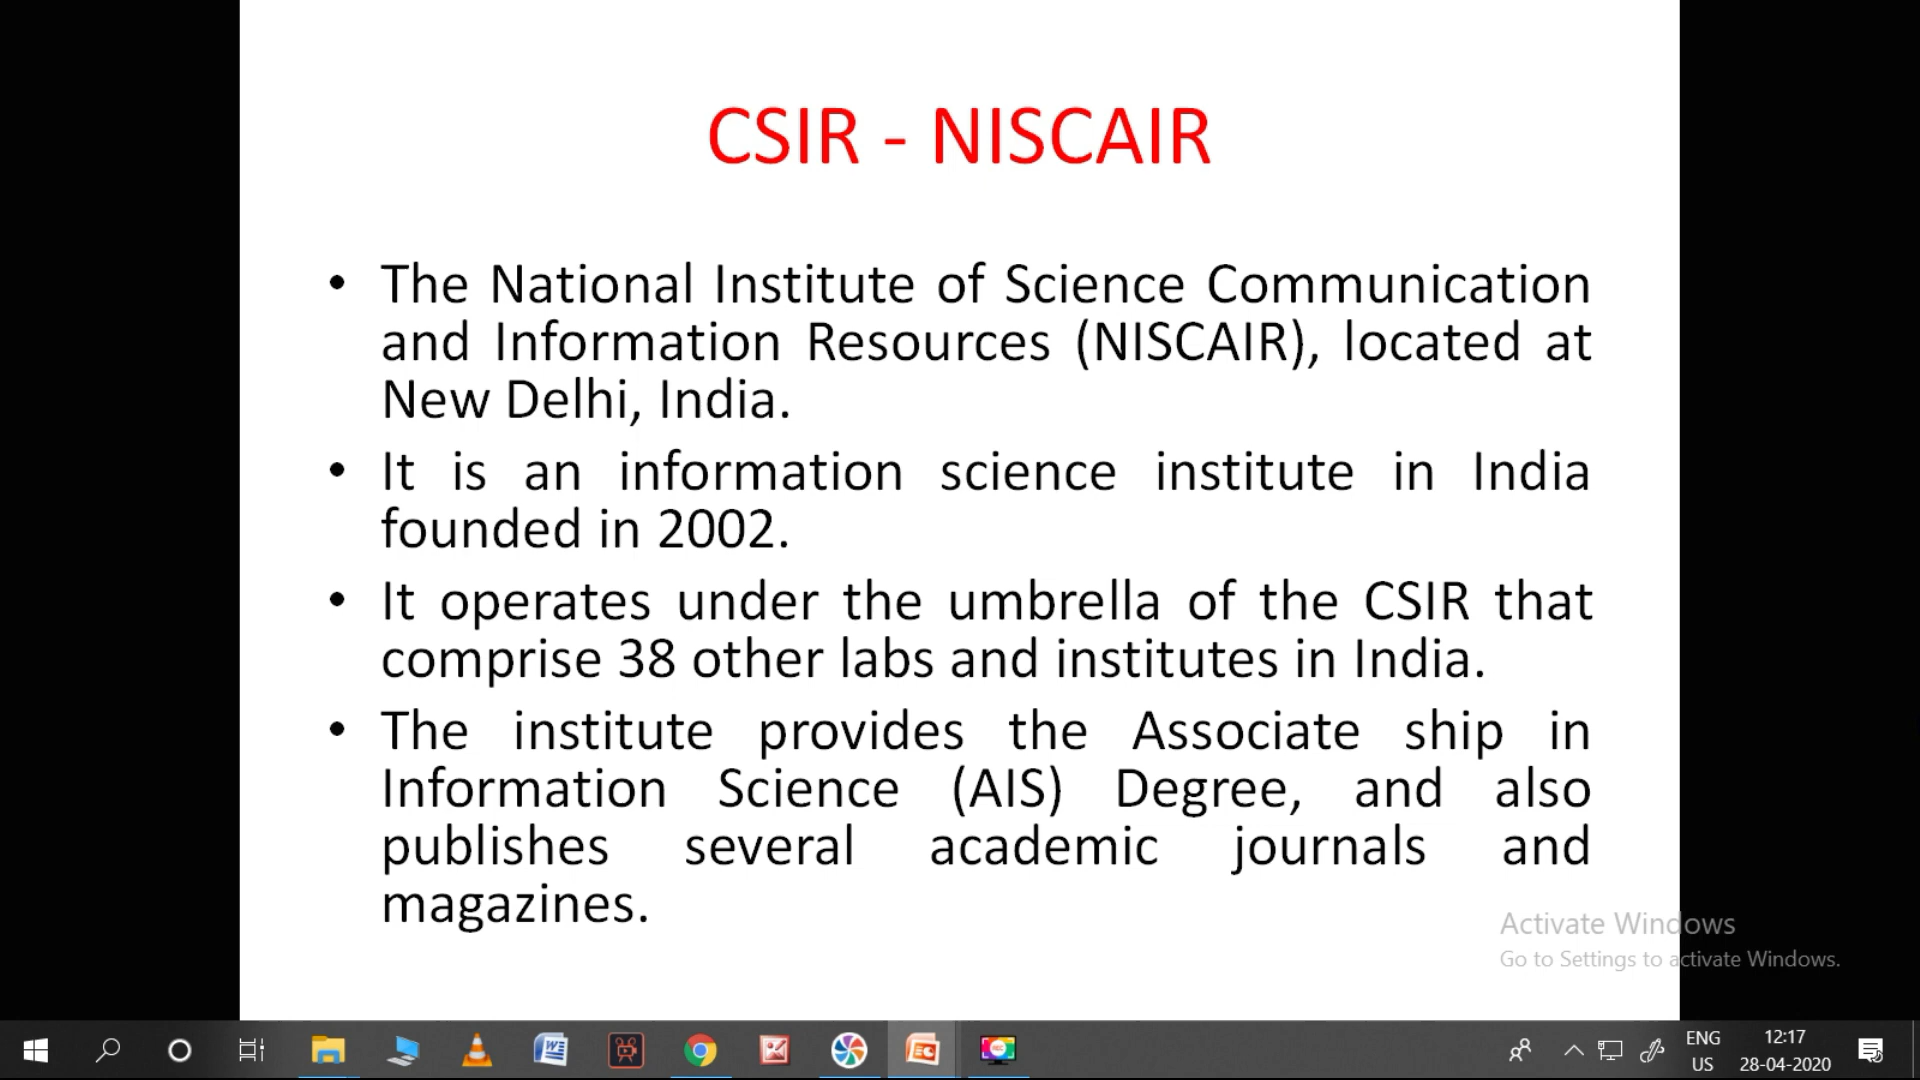 CSIR - NISCAIR
• The National Institute of Science Communication
and Information Resources (NISCAIR), located at
New Delhi, India.
• It is an information science institute in India
founded in 2002.
• It operates under the umbrella of the CSIR that
comprise 38 other labs and institutes in India.
• The institute provides the Associate ship in
Information Science (AIS) Degree, and also
publishes several academic journals and
magazines.
Activate Windows
Go to Settings to activate Windows.
ENG
US
12:17
28-04-2020